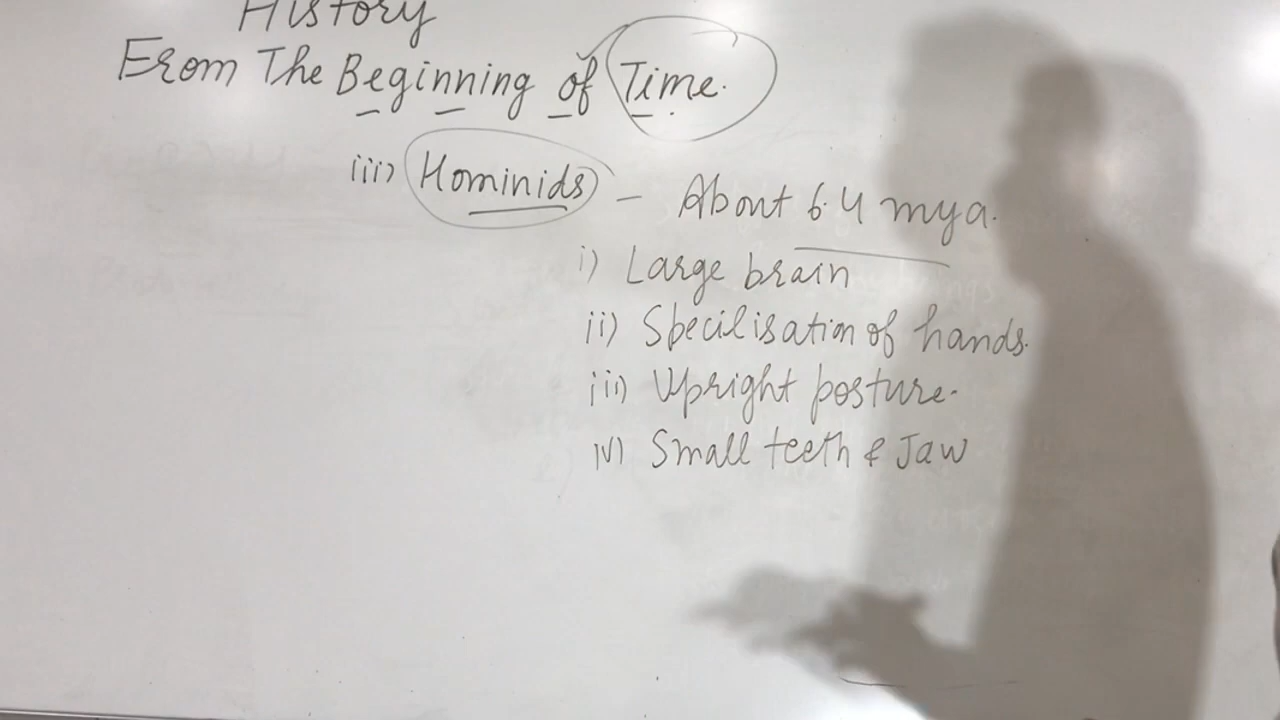 History
From The Beginning of Time.
iii) Hominids - About 6.4 mya.
i) Large brain
ii) Specilisation of hands.
iii) Upright posture.
iv) Small teeth & Jaw